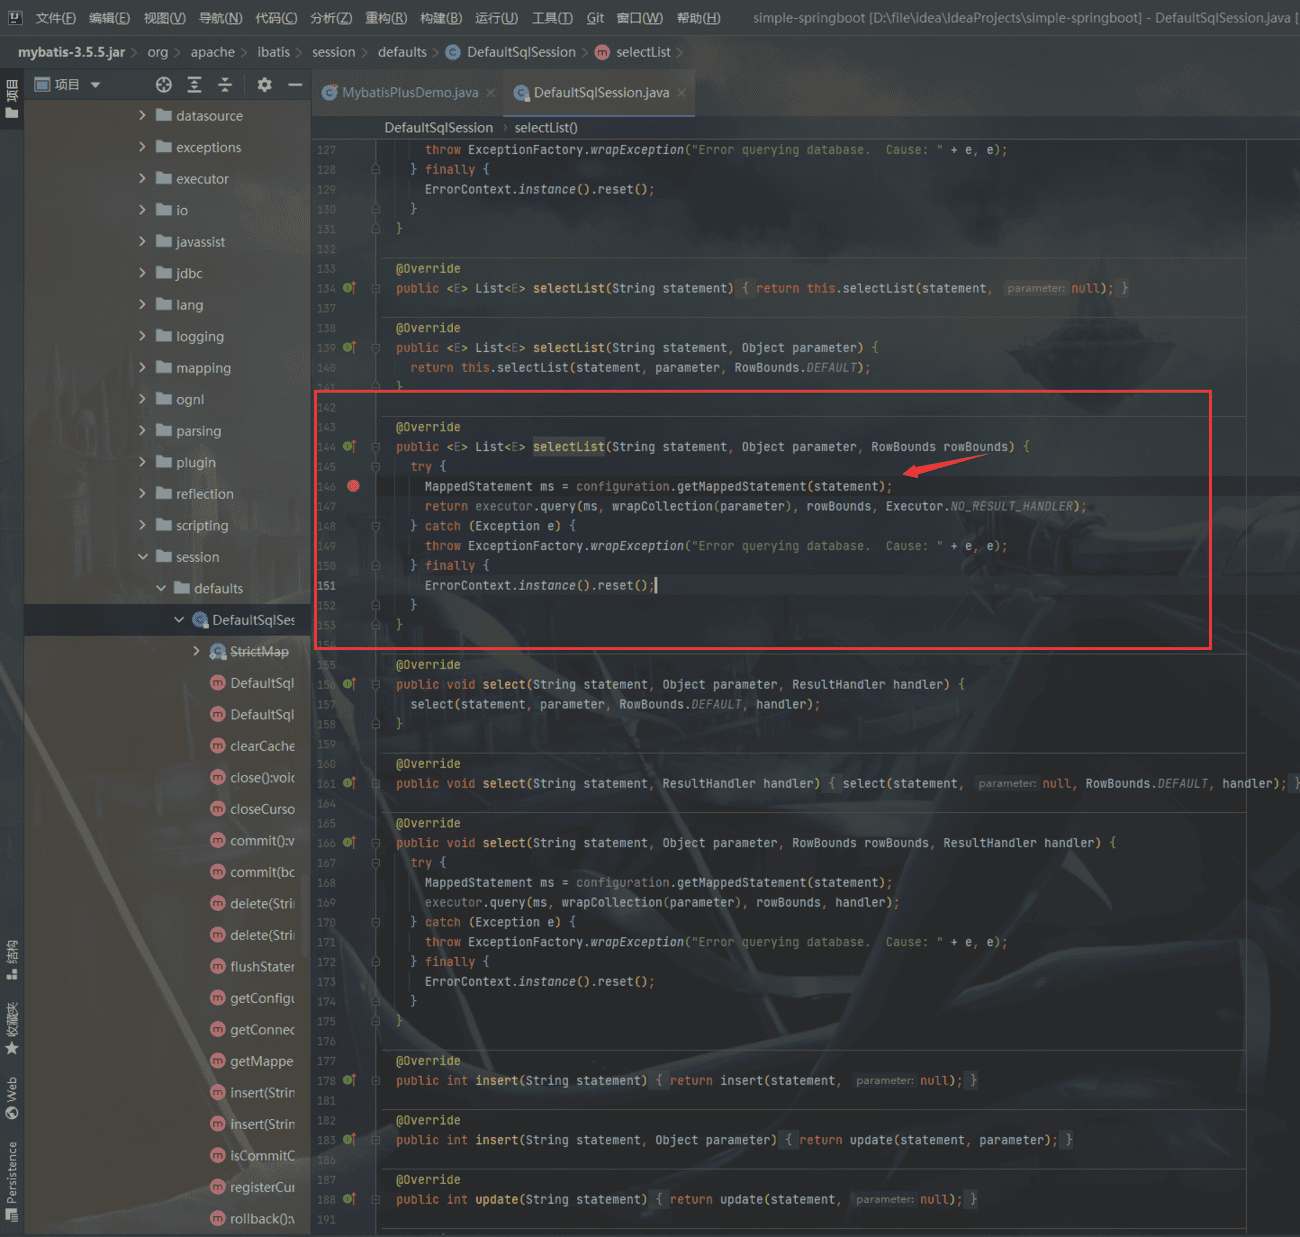 文件(F) 编辑(E) 视图(V) 导航(N) 代码(C) 分析(Z) 重构(R) 构建(B) 运行(U) 工具(T) Git 窗口(W) 帮助(H) simple-springboot [D:\file\Idea\IdeaProjects\simple-springboot] - DefaultSqlSession.java [
mybatis-3.5.5.jar org apache ibatis session defaults DefaultSqlSession selectList
项目
MybatisPlusDemo.java DefaultSqlSession.java
DefaultSqlSession selectList()
项目
datasource
exceptions
executor
io
javassist
jdbc
lang
logging
mapping
ognl
parsing
plugin
reflection
scripting
session
defaults
DefaultSqlSes
StrictMap
DefaultSql
DefaultSql
clearCache
close():voic
closeCurso
commit():v
commit(bc
delete(Stri
delete(Stri
flushStater
getConfigu
getConnec
getMappe
insert(Strin
insert(Strin
isCommitC
registerCur
rollback():v
结构
收藏夹
Web
Persistence
127 throw ExceptionFactory.wrapException("Error querying database.  Cause: " + e, e);
128 } finally {
129 ErrorContext.instance().reset();
130 }
131 }
132
133 @Override
134 public <E> List<E> selectList(String statement) { return this.selectList(statement, parameter: null); }
137
138 @Override
139 public <E> List<E> selectList(String statement, Object parameter) {
140 return this.selectList(statement, parameter, RowBounds.DEFAULT);
141 }
142
143 @Override
144 public <E> List<E> selectList(String statement, Object parameter, RowBounds rowBounds) {
145 try {
146 MappedStatement ms = configuration.getMappedStatement(statement);
147 return executor.query(ms, wrapCollection(parameter), rowBounds, Executor.NO_RESULT_HANDLER);
148 } catch (Exception e) {
149 throw ExceptionFactory.wrapException("Error querying database.  Cause: " + e, e);
150 } finally {
151 ErrorContext.instance().reset();
152 }
153 }
154
155 @Override
156 public void select(String statement, Object parameter, ResultHandler handler) {
157 select(statement, parameter, RowBounds.DEFAULT, handler);
158 }
159
160 @Override
161 public void select(String statement, ResultHandler handler) { select(statement, parameter: null, RowBounds.DEFAULT, handler); }
164
165 @Override
166 public void select(String statement, Object parameter, RowBounds rowBounds, ResultHandler handler) {
167 try {
168 MappedStatement ms = configuration.getMappedStatement(statement);
169 executor.query(ms, wrapCollection(parameter), rowBounds, handler);
170 } catch (Exception e) {
171 throw ExceptionFactory.wrapException("Error querying database.  Cause: " + e, e);
172 } finally {
173 ErrorContext.instance().reset();
174 }
175 }
176
177 @Override
178 public int insert(String statement) { return insert(statement, parameter: null); }
181
182 @Override
183 public int insert(String statement, Object parameter) { return update(statement, parameter); }
186
187 @Override
188 public int update(String statement) { return update(statement, parameter: null); }
191